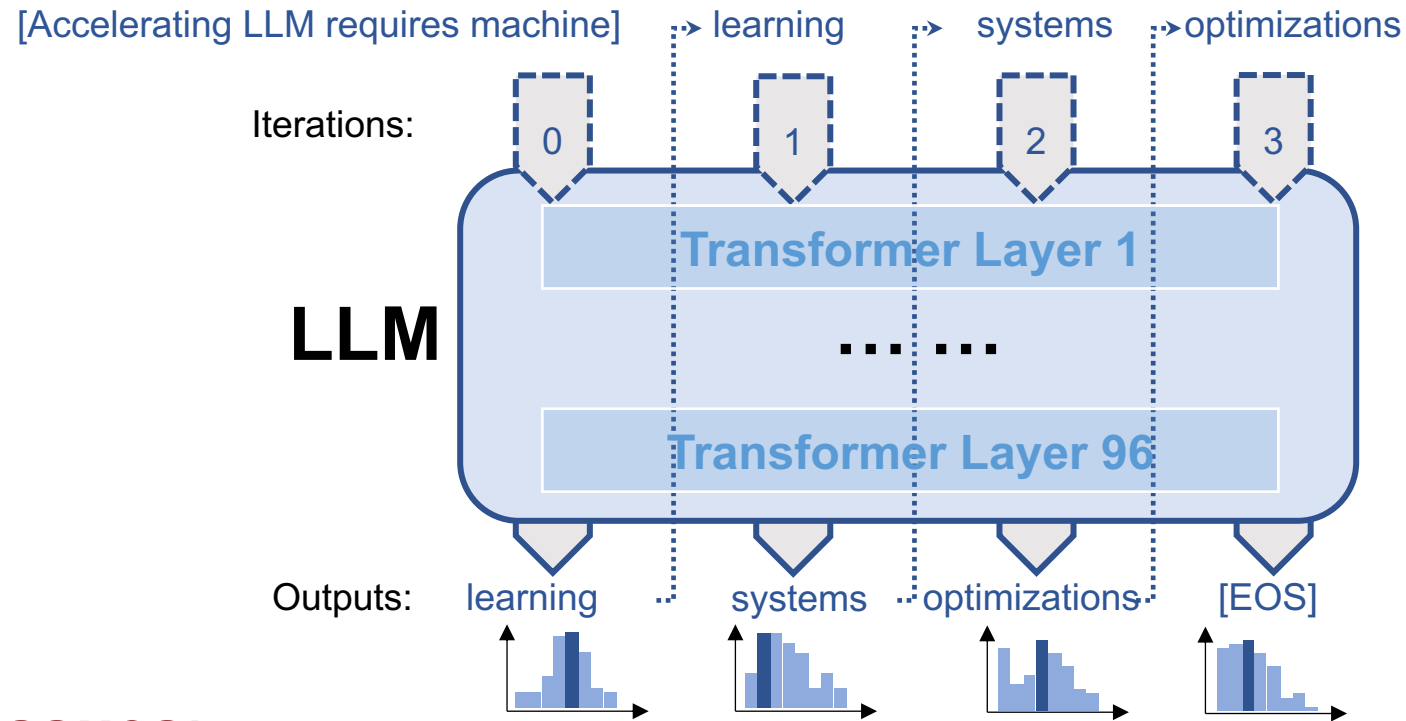 [Accelerating LLM requires machine] learning systems optimizations
Iterations: 0 1 2 3
Transformer Layer 1
LLM
... ...
Transformer Layer 96
Outputs: learning systems optimizations [EOS]